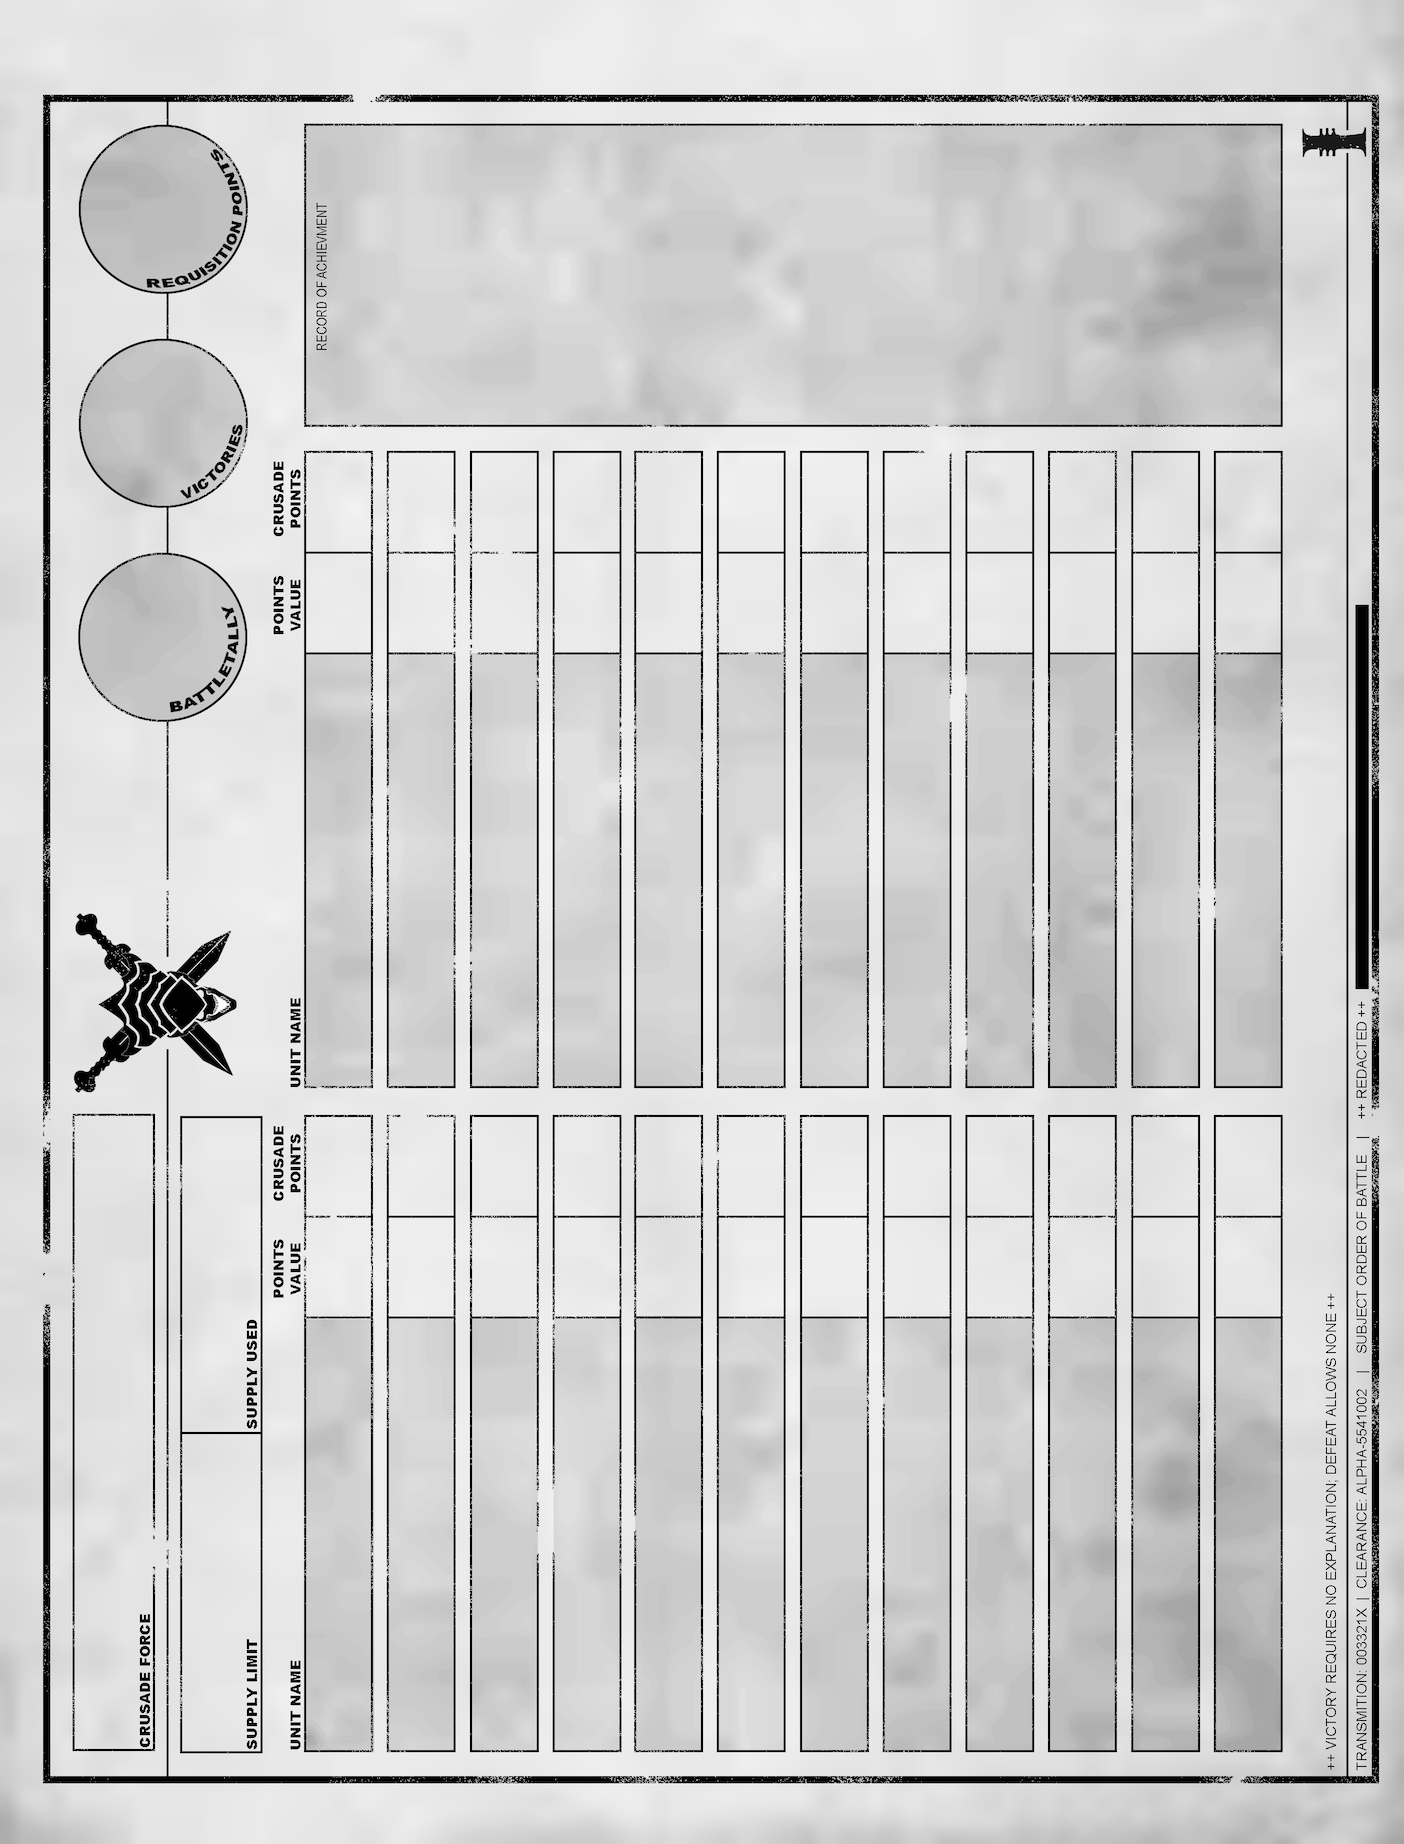 CRUSADE FORCE
SUPPLY LIMIT
SUPPLY USED
BATTLETALLY
VICTORIES
REQUISITION POINTS
UNIT NAME
POINTS
VALUE
CRUSADE
POINTS
UNIT NAME
POINTS
VALUE
CRUSADE
POINTS
RECORD OF ACHIEVMENT
++ VICTORY REQUIRES NO EXPLANATION; DEFEAT ALLOWS NONE ++
TRANSMITION: 003321X | CLEARANCE: ALPHA-5541002 | SUBJECT ORDER OF BATTLE | ++ REDACTED ++